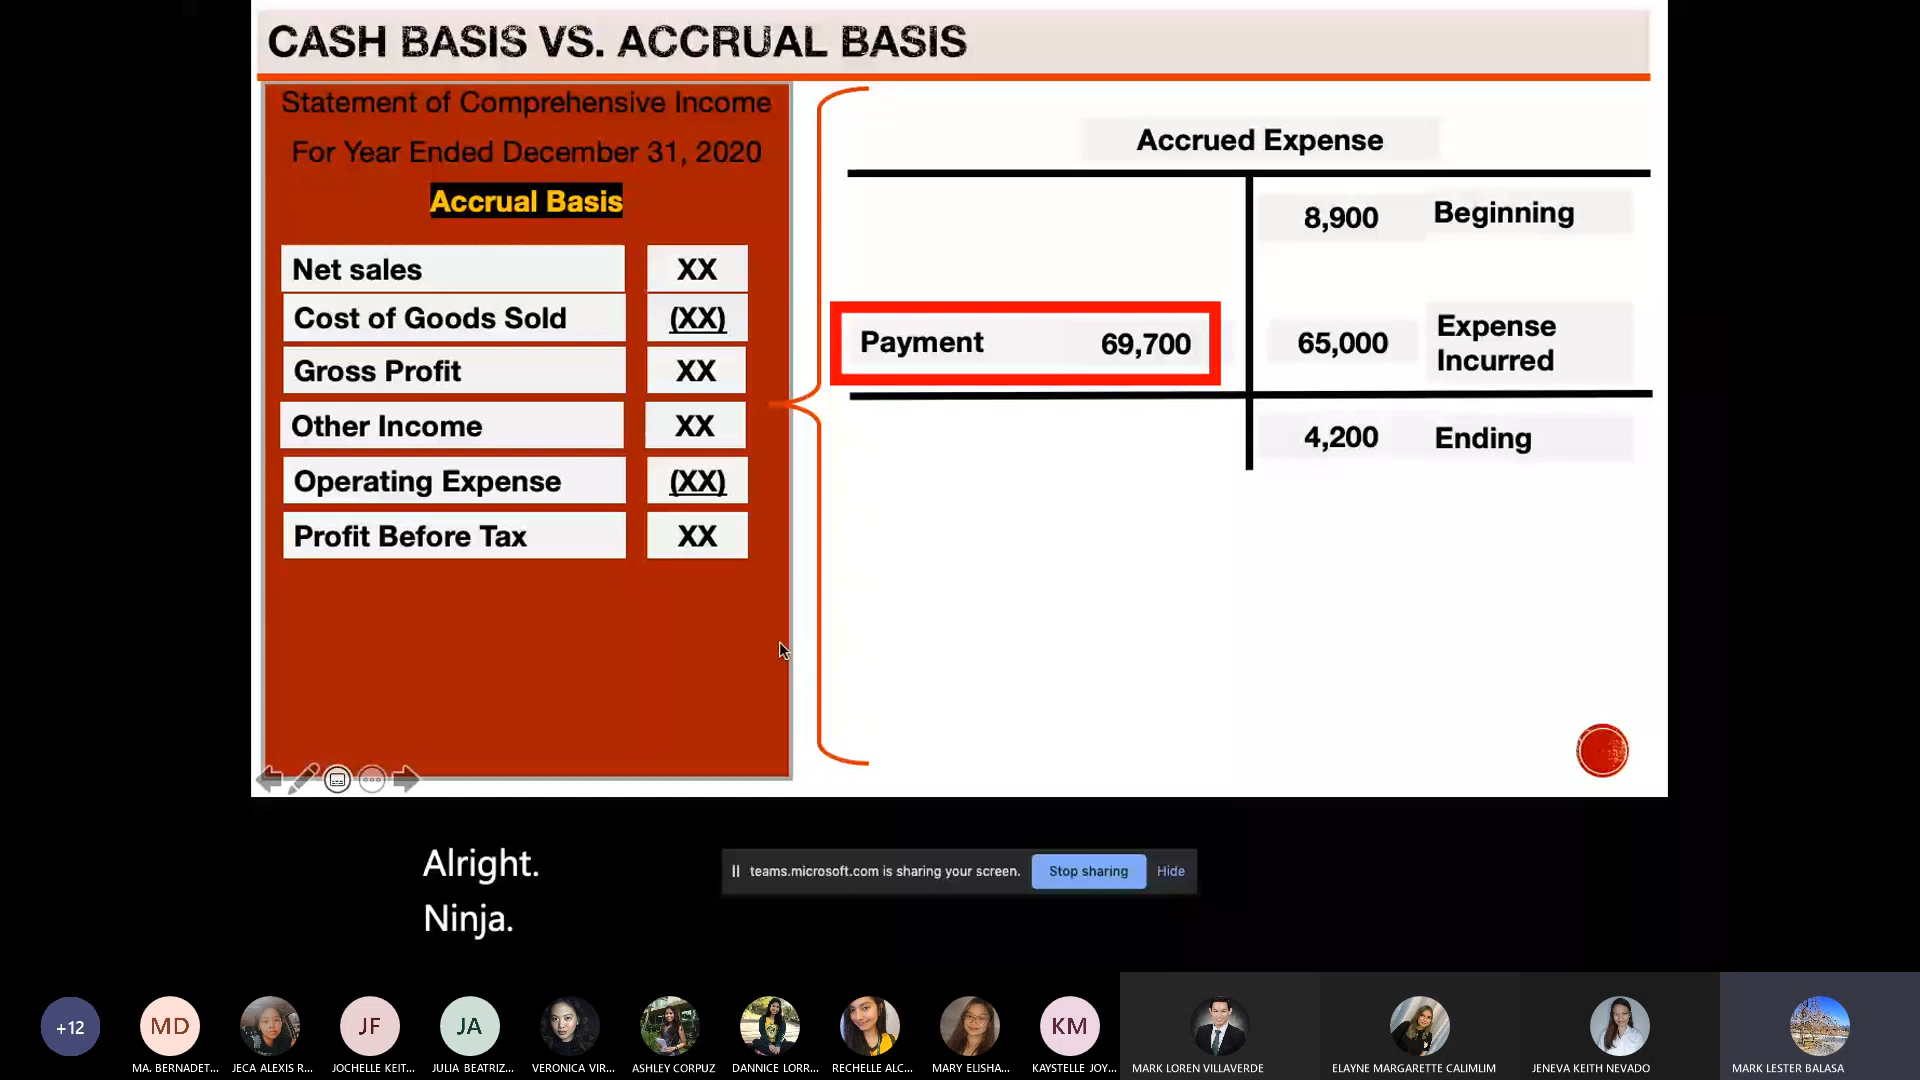 CASH BASIS VS. ACCRUAL BASIS
Statement of Comprehensive Income
For Year Ended December 31, 2020
Accrual Basis
Net sales XX
Cost of Goods Sold (XX)
Gross Profit XX
Other Income XX
Operating Expense (XX)
Profit Before Tax XX
Accrued Expense
8,900 Beginning
Payment 69,700 65,000 Expense
Incurred
4,200 Ending
Alright.
Ninja.
teams.microsoft.com is sharing your screen. Stop sharing Hide
+12 MD JF JA KM
MA. BERNADET... JECA ALEXIS R... JOCHELLE KEIT... JULIA BEATRIZ... VERONICA VIR... ASHLEY CORPUZ DANNICE LORR... RECHELLE ALC... MARY ELISHA... KAYSTELLE JOY... MARK LOREN VILLAVERDE ELAYNE MARGARETTE CALIMLIM JENEVA KEITH NEVADO MARK LESTER BALASA